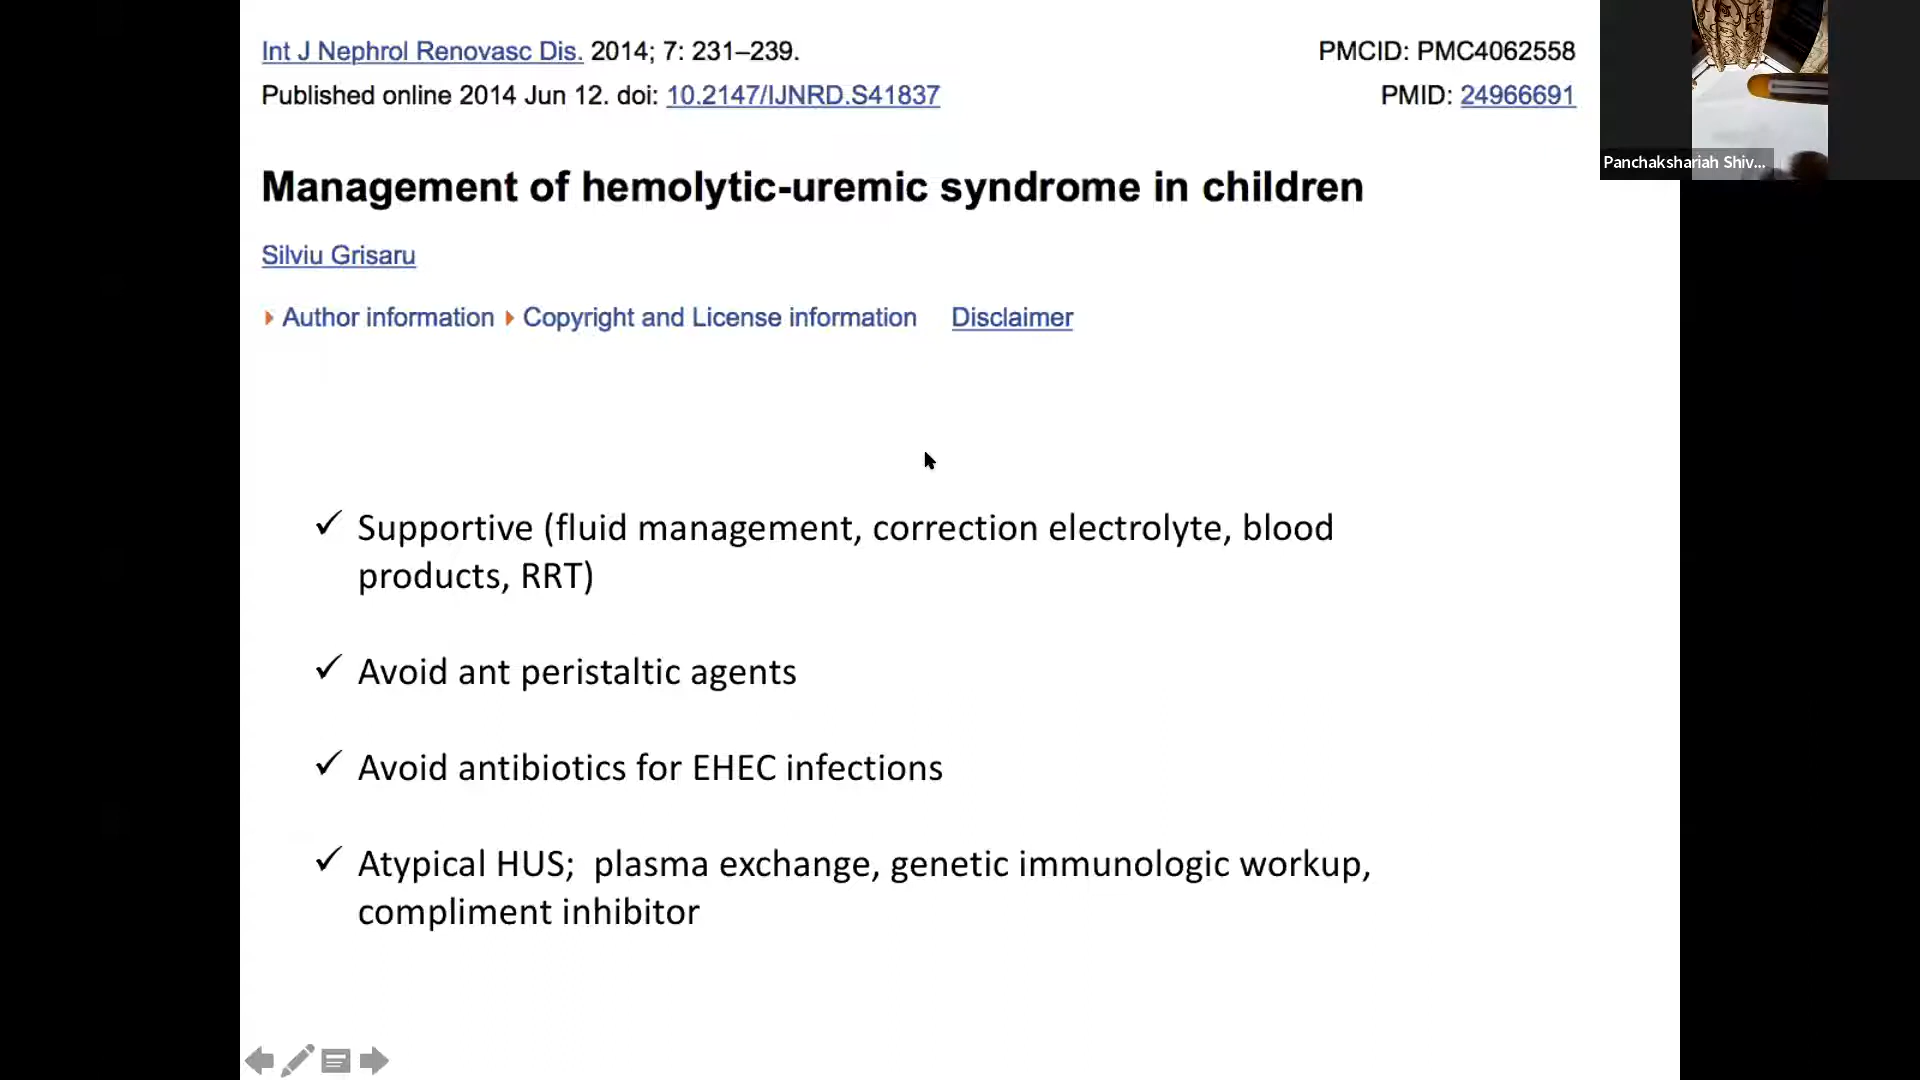 Int J Nephrol Renovasc Dis. 2014; 7: 231–239.
PMCID: PMC4062558
Published online 2014 Jun 12. doi: 10.2147/IJNRD.S41837
PMID: 24966691
Panchakshariah Shiv...
Management of hemolytic-uremic syndrome in children
Silviu Grisaru
Author information Copyright and License information Disclaimer
✓ Supportive (fluid management, correction electrolyte, blood
products, RRT)
✓ Avoid ant peristaltic agents
✓ Avoid antibiotics for EHEC infections
✓ Atypical HUS; plasma exchange, genetic immunologic workup,
compliment inhibitor